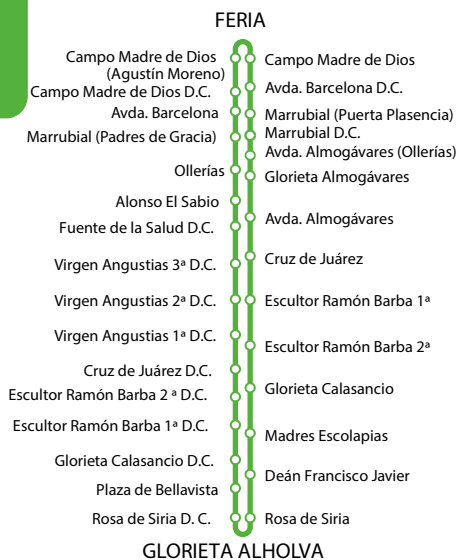 FERIA
Campo Madre de Dios
(Agustín Moreno)
Campo Madre de Dios D.C.
Avda. Barcelona
Marrubial (Padres de Gracia)
Ollerías
Alonso El Sabio
Fuente de la Salud D.C.
Virgen Angustias 3ª D.C.
Virgen Angustias 2ª D.C.
Virgen Angustias 1ª D.C.
Cruz de Juárez D.C.
Escultor Ramón Barba 2 ª D.C.
Escultor Ramón Barba 1ª D.C.
Glorieta Calasancio D.C.
Plaza de Bellavista
Rosa de Siria D. C.
Campo Madre de Dios
Avda. Barcelona D.C.
Marrubial (Puerta Plasencia)
Marrubial D.C.
Avda. Almogávares (Ollerías)
Glorieta Almogávares
Avda. Almogávares
Cruz de Juárez
Escultor Ramón Barba 1ª
Escultor Ramón Barba 2ª
Glorieta Calasancio
Madres Escolapias
Deán Francisco Javier
Rosa de Siria
GLORIETA ALHOLVA